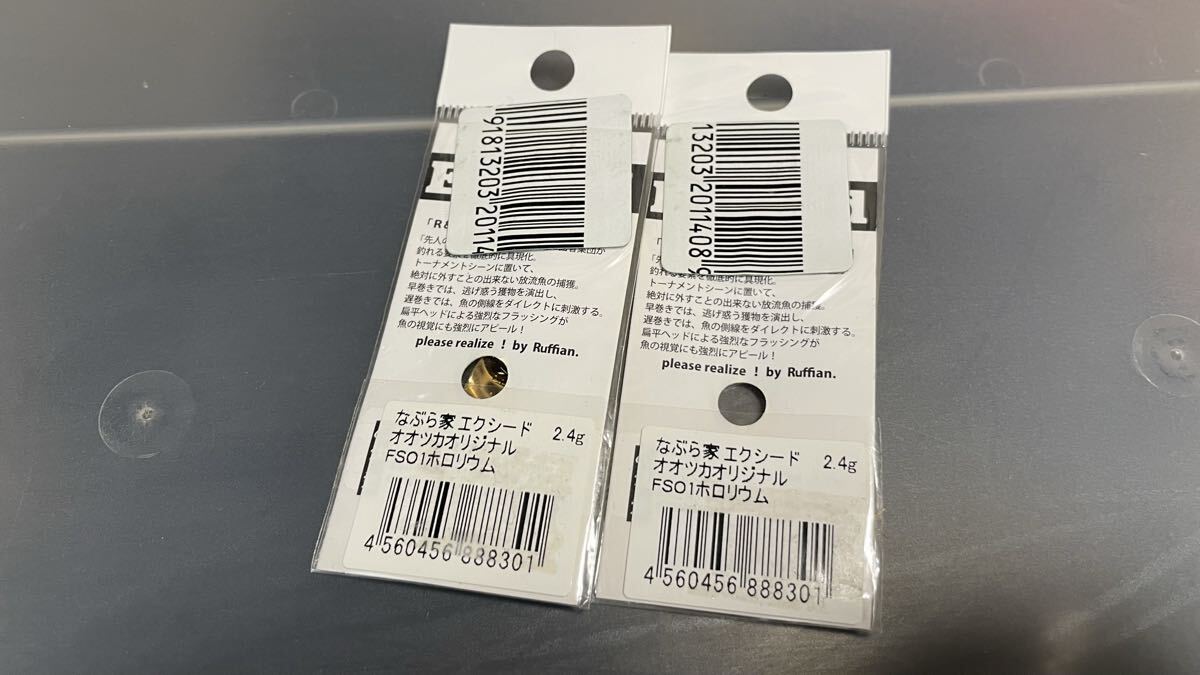 9181320320114
「R&
「先人の
釣れる要素を徹底的に具現化。
トーナメントシーンに置いて、
絶対に外すことの出来ない放流魚の捕獲。
早巻きでは、逃げ惑う獲物を演出し、
遅巻きでは、魚の側線をダイレクトに刺激する。
扁平ヘッドによる強烈なフラッシングが
魚の視覚にも強烈にアピール！
please realize ! by Ruffian.
なぶら家 エクシード 2.4g
オオツカオリジナル
FS01ホロリウム
4 560456 888301
13203201140819
釣れる要素を徹底的に具現化。
トーナメントシーンに置いて、
絶対に外すことの出来ない放流魚の捕獲。
早巻きでは、逃げ惑う獲物を演出し、
遅巻きでは、魚の側線をダイレクトに刺激する。
扁平ヘッドによる強烈なフラッシングが
魚の視覚にも強烈にアピール！
please realize ! by Ruffian.
なぶら家 エクシード 2.4g
オオツカオリジナル
FS01ホロリウム
4 560456 888301